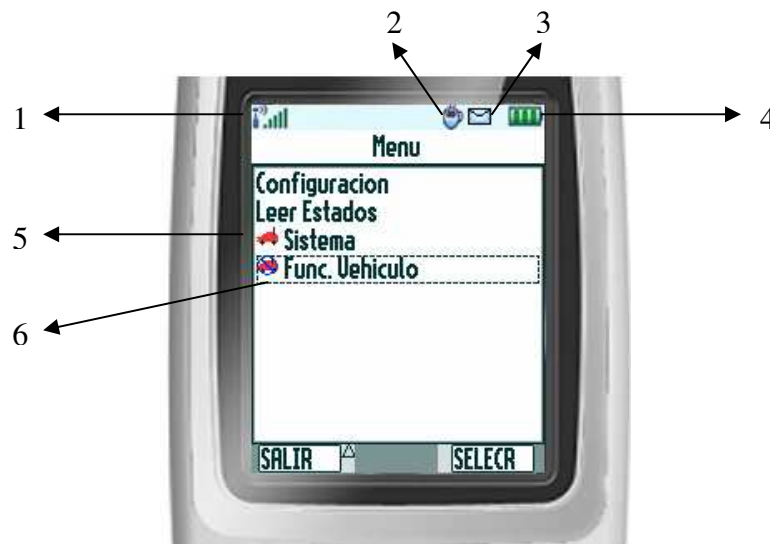 2 3
1
4
Menu
Configuracion
Leer Estados
5
Sistema
Func. Vehiculo
6
SALIR SELECR